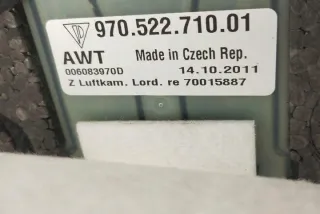 970.522.710.01
AWT Made in Czech Rep.
006083970D 14.10.2011
Z Luftkam. Lord. re 70015887